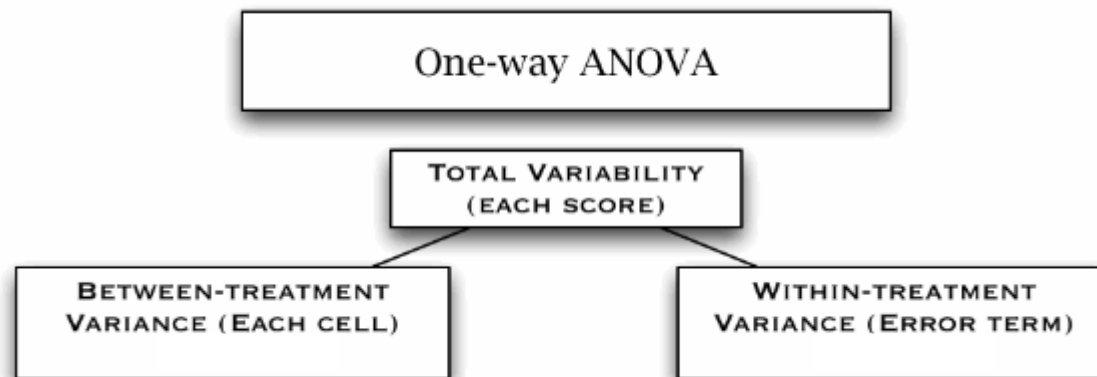 One-way ANOVA
TOTAL VARIABILITY
(EACH SCORE)
BETWEEN-TREATMENT
VARIANCE (EACH CELL)
WITHIN-TREATMENT
VARIANCE (ERROR TERM)